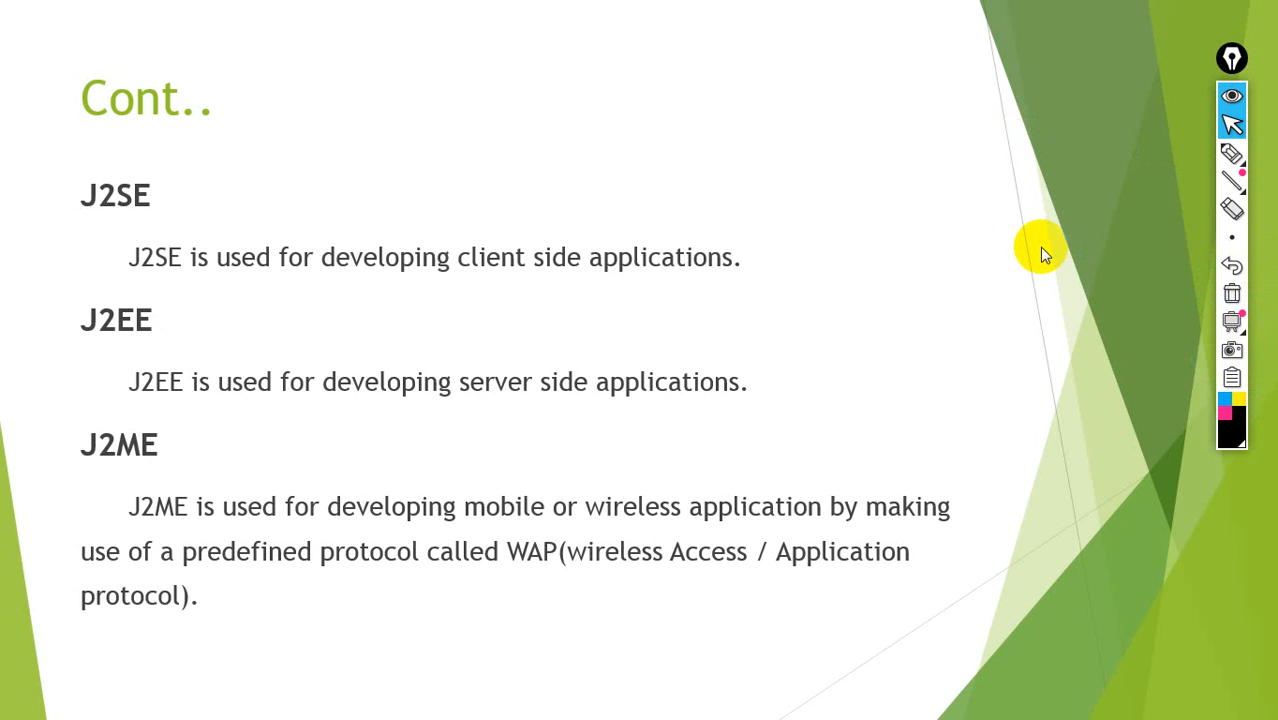 Cont..
J2SE
J2SE is used for developing client side applications.
J2EE
J2EE is used for developing server side applications.
J2ME
J2ME is used for developing mobile or wireless application by making
use of a predefined protocol called WAP(wireless Access / Application
protocol).